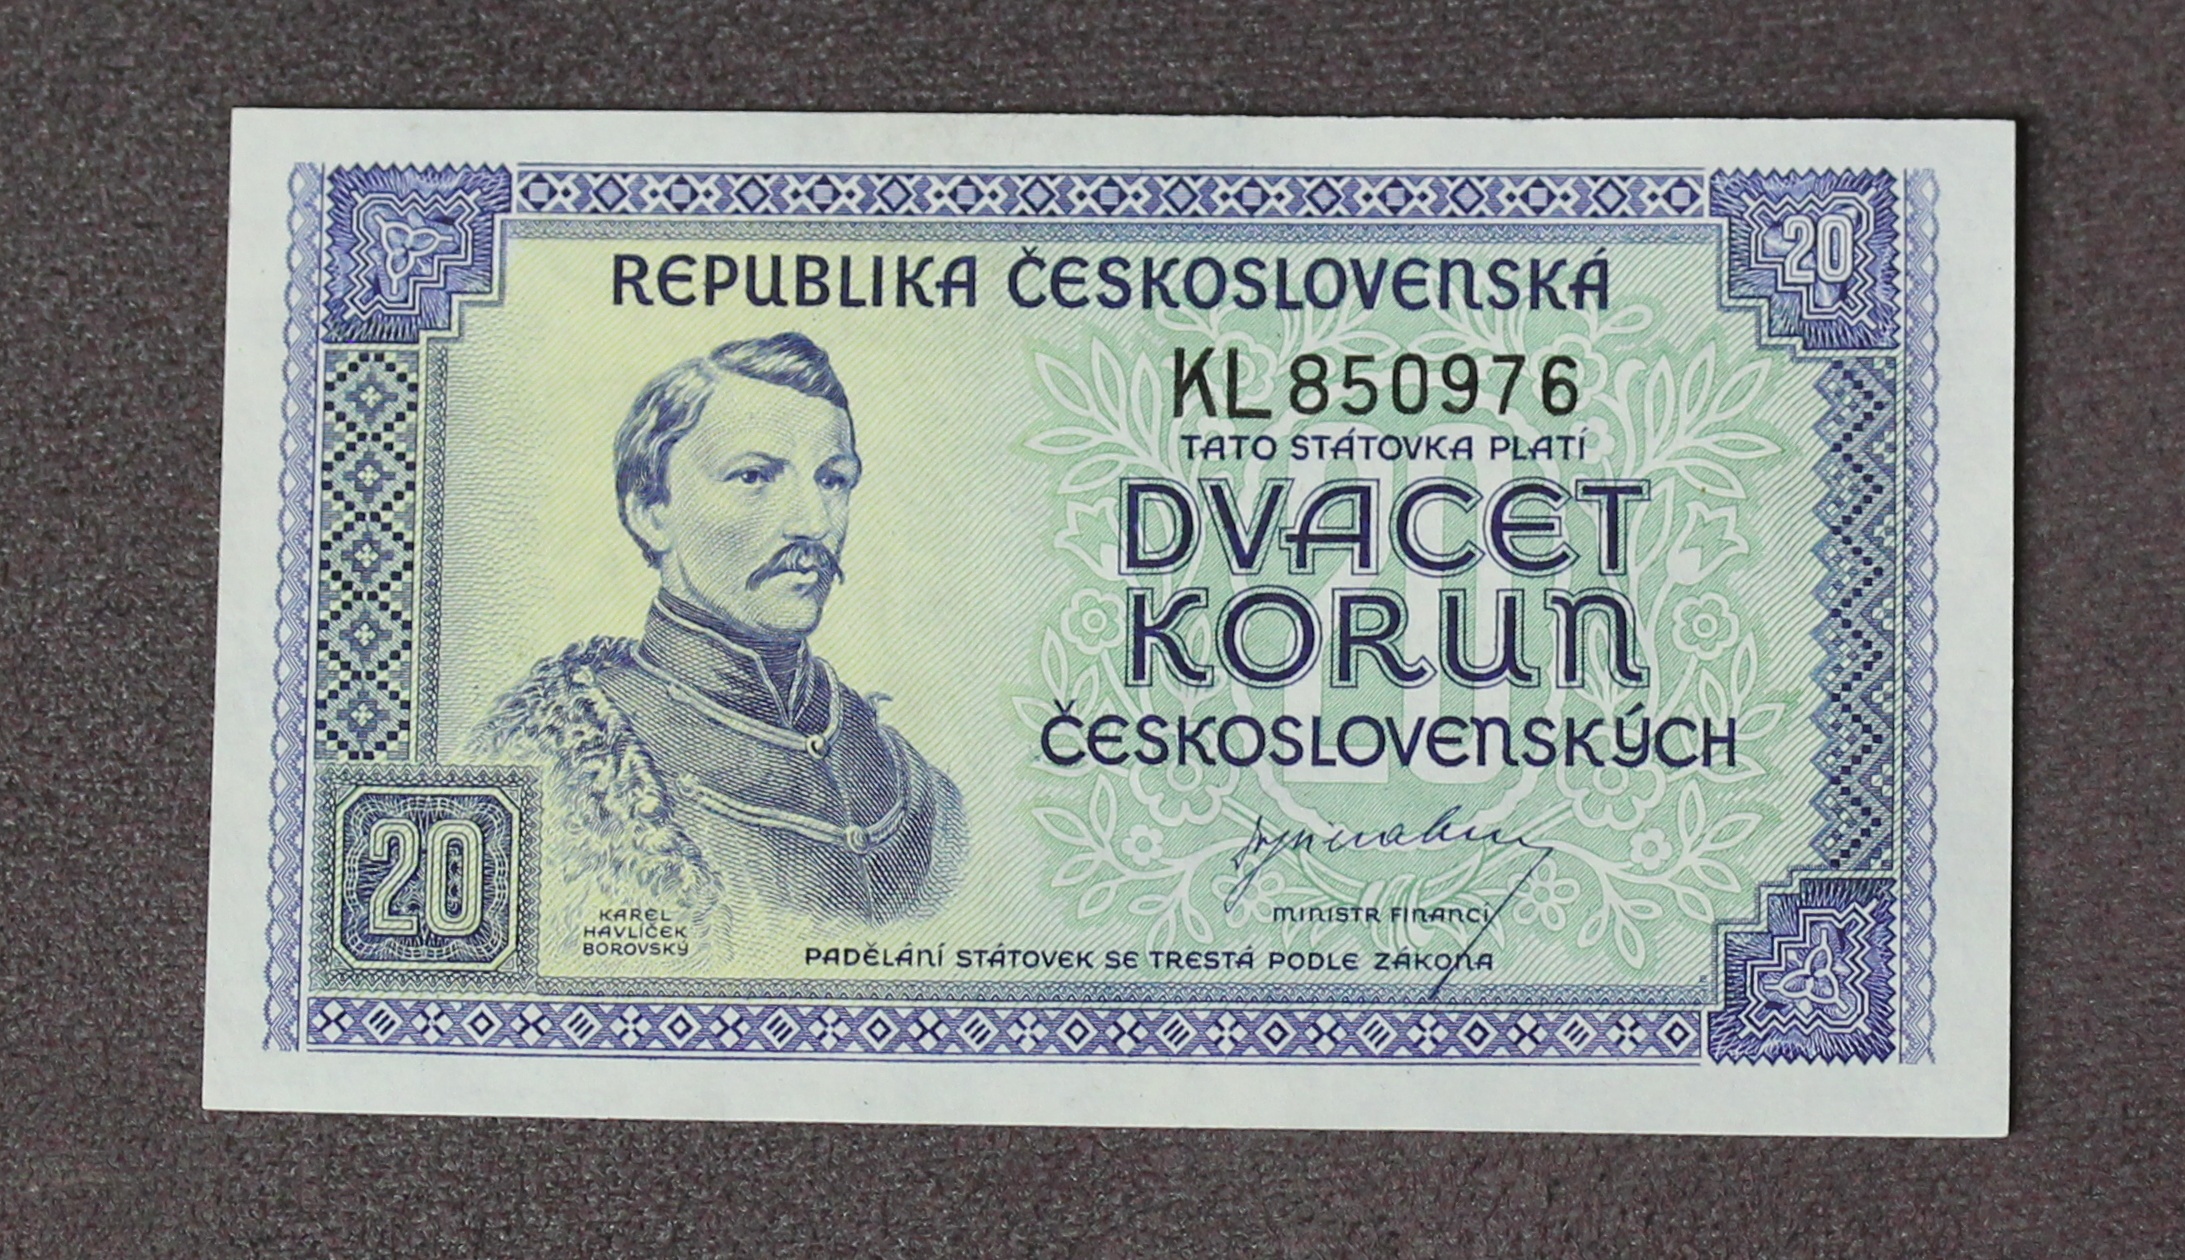 REPUBLIKA ČESKOSLOVENSKÁ
20
KL 850976
TATO STÁTOVKA PLATÍ
DVACET
KORUN
ČESKOSLOVENSKÝCH
20
20
KAREL
HAVLÍČEK
BOROVSKÝ
MINISTR FINANCÍ
PADĚLÁNÍ STÁTOVEK SE TRESTÁ PODLE ZÁKONA